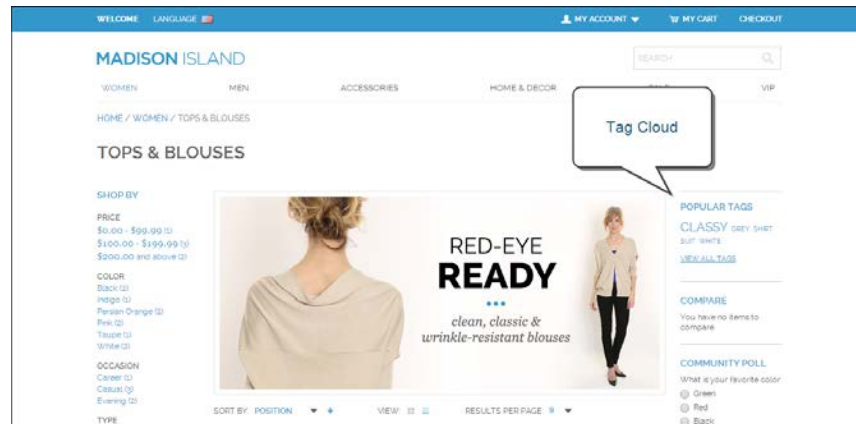 WELCOME LANGUAGE
MY ACCOUNT MY CART CHECKOUT
MADISON ISLAND
SEARCH
WOMEN MEN ACCESSORIES HOME & DECOR VIP
Tag Cloud
HOME / WOMEN / TOPS & BLOUSES
TOPS & BLOUSES
SHOP BY
PRICE
$0.00 - $99.99 (1)
$100.00 - $199.99 (3)
$200.00 and above (2)
COLOR
Black (2)
Indigo (1)
Persian Orange (2)
Pink (2)
Taupe (1)
White (2)
OCCASION
Career (1)
Casual (5)
Evening (2)
TYPE
RED-EYE
READY
clean, classic &
wrinkle-resistant blouses
SORT BY POSITION VIEW RESULTS PER PAGE 9
POPULAR TAGS
CLASSY GREY SHIRT
SUIT WHITE
VIEW ALL TAGS
COMPARE
You have no items to
compare.
COMMUNITY POLL
What is your favorite color
Green
Red
Black